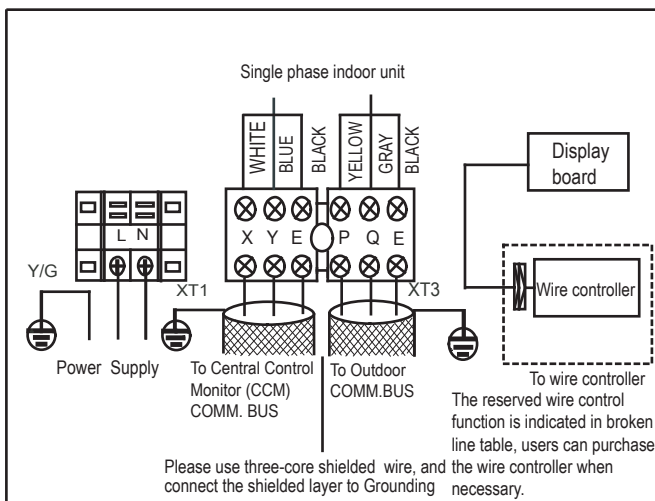 Single phase indoor unit
WHITE
BLUE
BLACK
YELLOW
GRAY
BLACK
Display
board
L N
X Y E P Q E
Y/G
XT1
XT3
Wire controller
Power Supply
To Central Control
Monitor (CCM)
COMM. BUS
To Outdoor
COMM.BUS
To wire controller
The reserved wire control
function is indicated in broken
line table, users can purchase
the wire controller when
necessary.
Please use three-core shielded wire, and
connect the shielded layer to Grounding